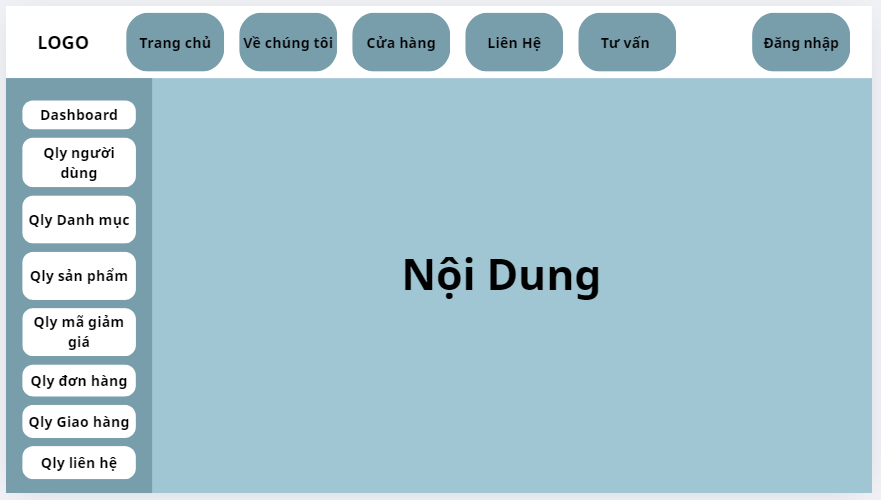 LOGO
Trang chủ
Về chúng tôi
Cửa hàng
Liên Hệ
Tư vấn
Đăng nhập
Dashboard
Qly người
dùng
Qly Danh mục
Qly sản phẩm
Qly mã giảm
giá
Qly đơn hàng
Qly Giao hàng
Qly liên hệ
Nội Dung